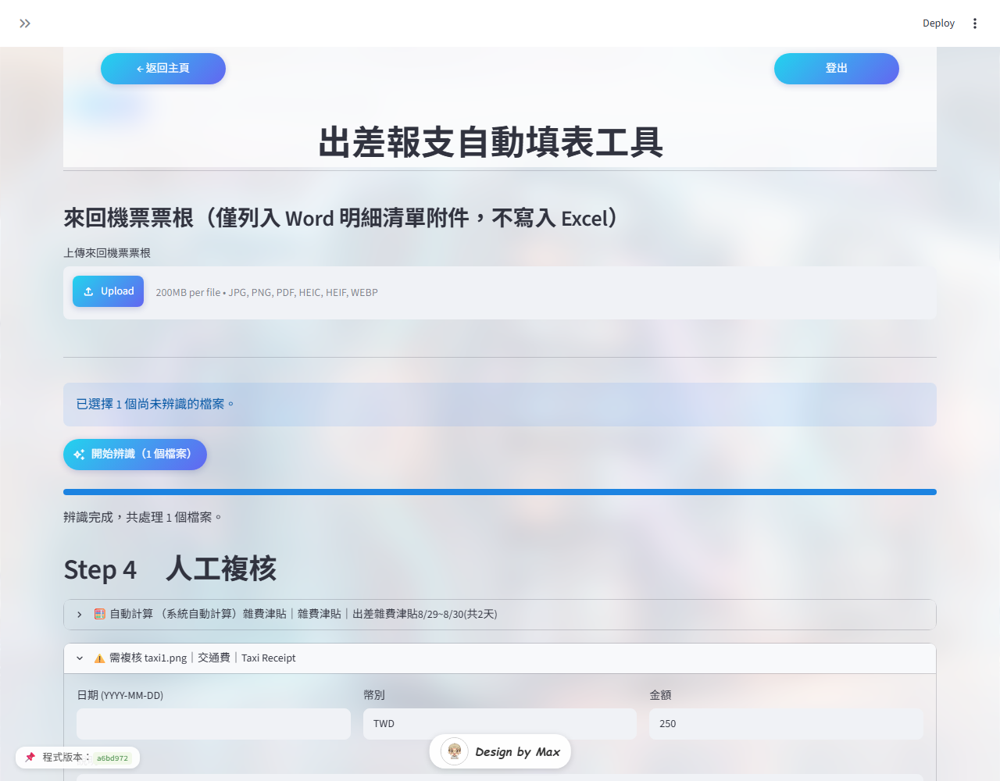 Deploy
← 返回主頁
登出
出差報支自動填表工具
來回機票票根（僅列入 Word 明細清單附件，不寫入 Excel）
上傳來回機票票根
Upload
200MB per file • JPG, PNG, PDF, HEIC, HEIF, WEBP
已選擇 1 個尚未辨識的檔案。
開始辨識（1 個檔案）
辨識完成，共處理 1 個檔案。
Step 4　人工複核
自動計算 （系統自動計算）雜費津貼｜雜費津貼｜出差雜費津貼8/29~8/30(共2天)
需複核 taxi1.png｜交通費｜Taxi Receipt
日期 (YYYY-MM-DD)
幣別
金額
TWD
250
Design by Max
程式版本：a6bd972